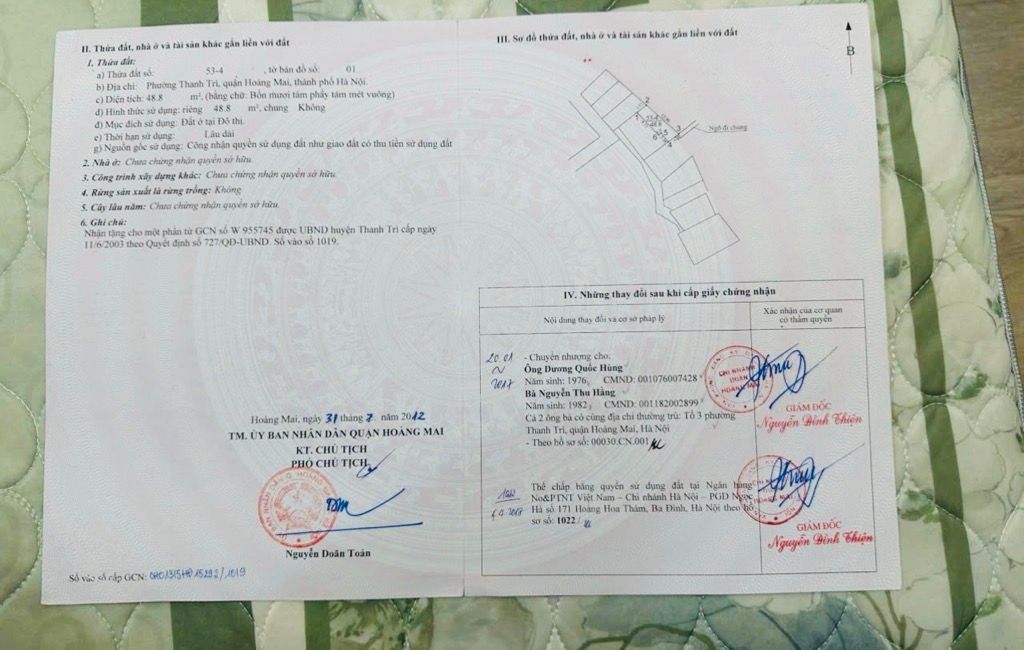 II. Thửa đất, nhà ở và tài sản khác gắn liền với đất
1. Thửa đất:
a) Thửa đất số: 53-4 , tờ bản đồ số: 01
b) Địa chỉ: Phường Thanh Trì, quận Hoàng Mai, thành phố Hà Nội.
c) Diện tích: 48.8 m², (bằng chữ: Bốn mươi tám phẩy tám mét vuông)
d) Hình thức sử dụng: riêng 48.8 m², chung Không
đ) Mục đích sử dụng: Đất ở tại Đô thị.
e) Thời hạn sử dụng: Lâu dài
g) Nguồn gốc sử dụng: Công nhận quyền sử dụng đất như giao đất có thu tiền sử dụng đất
2. Nhà ở: Chưa chứng nhận quyền sở hữu.
3. Công trình xây dựng khác: Chưa chứng nhận quyền sở hữu.
4. Rừng sản xuất là rừng trồng: Không
5. Cây lâu năm: Chưa chứng nhận quyền sở hữu.
6. Ghi chú:
Nhận tặng cho một phần từ GCN số W 955745 được UBND huyện Thanh Trì cấp ngày
11/6/2003 theo Quyết định số 727/QĐ-UBND. Số vào sổ 1019.
Hoàng Mai, ngày 31 tháng 7 năm 2012
TM. ỦY BAN NHÂN DÂN QUẬN HOÀNG MAI
KT. CHỦ TỊCH
PHÓ CHỦ TỊCH
Nguyễn Doãn Toản
Số vào sổ cấp GCN:
III. Sơ đồ thửa đất, nhà ở và tài sản khác gắn liền với đất
B
Ngõ đi chung
IV. Những thay đổi sau khi cấp giấy chứng nhận
Nội dung thay đổi và cơ sở pháp lý
Xác nhận của cơ quan
có thẩm quyền
20.01
2017
- Chuyển nhượng cho:
Ông Dương Quốc Hùng
Năm sinh: 1976, CMND: 001076007428
Bà Nguyễn Thu Hằng
Năm sinh: 1982, CMND: 001182002899
Cả 2 ông bà có cùng địa chỉ thường trú: Tổ 3 phường
Thanh Trì, quận Hoàng Mai, Hà Nội
- Theo hồ sơ số: 00030.CN.001
CHI NHÁNH
QUẬN
HOÀNG MAI
GIÁM ĐỐC
Nguyễn Đình Thiện
Thế chấp bằng quyền sử dụng đất tại Ngân hàng
No&PTNT Việt Nam – Chi nhánh Hà Nội – PGD Ngọc
Hà số 171 Hoàng Hoa Thám, Ba Đình, Hà Nội theo hồ
sơ số: 1022
GIÁM ĐỐC
Nguyễn Đình Thiện